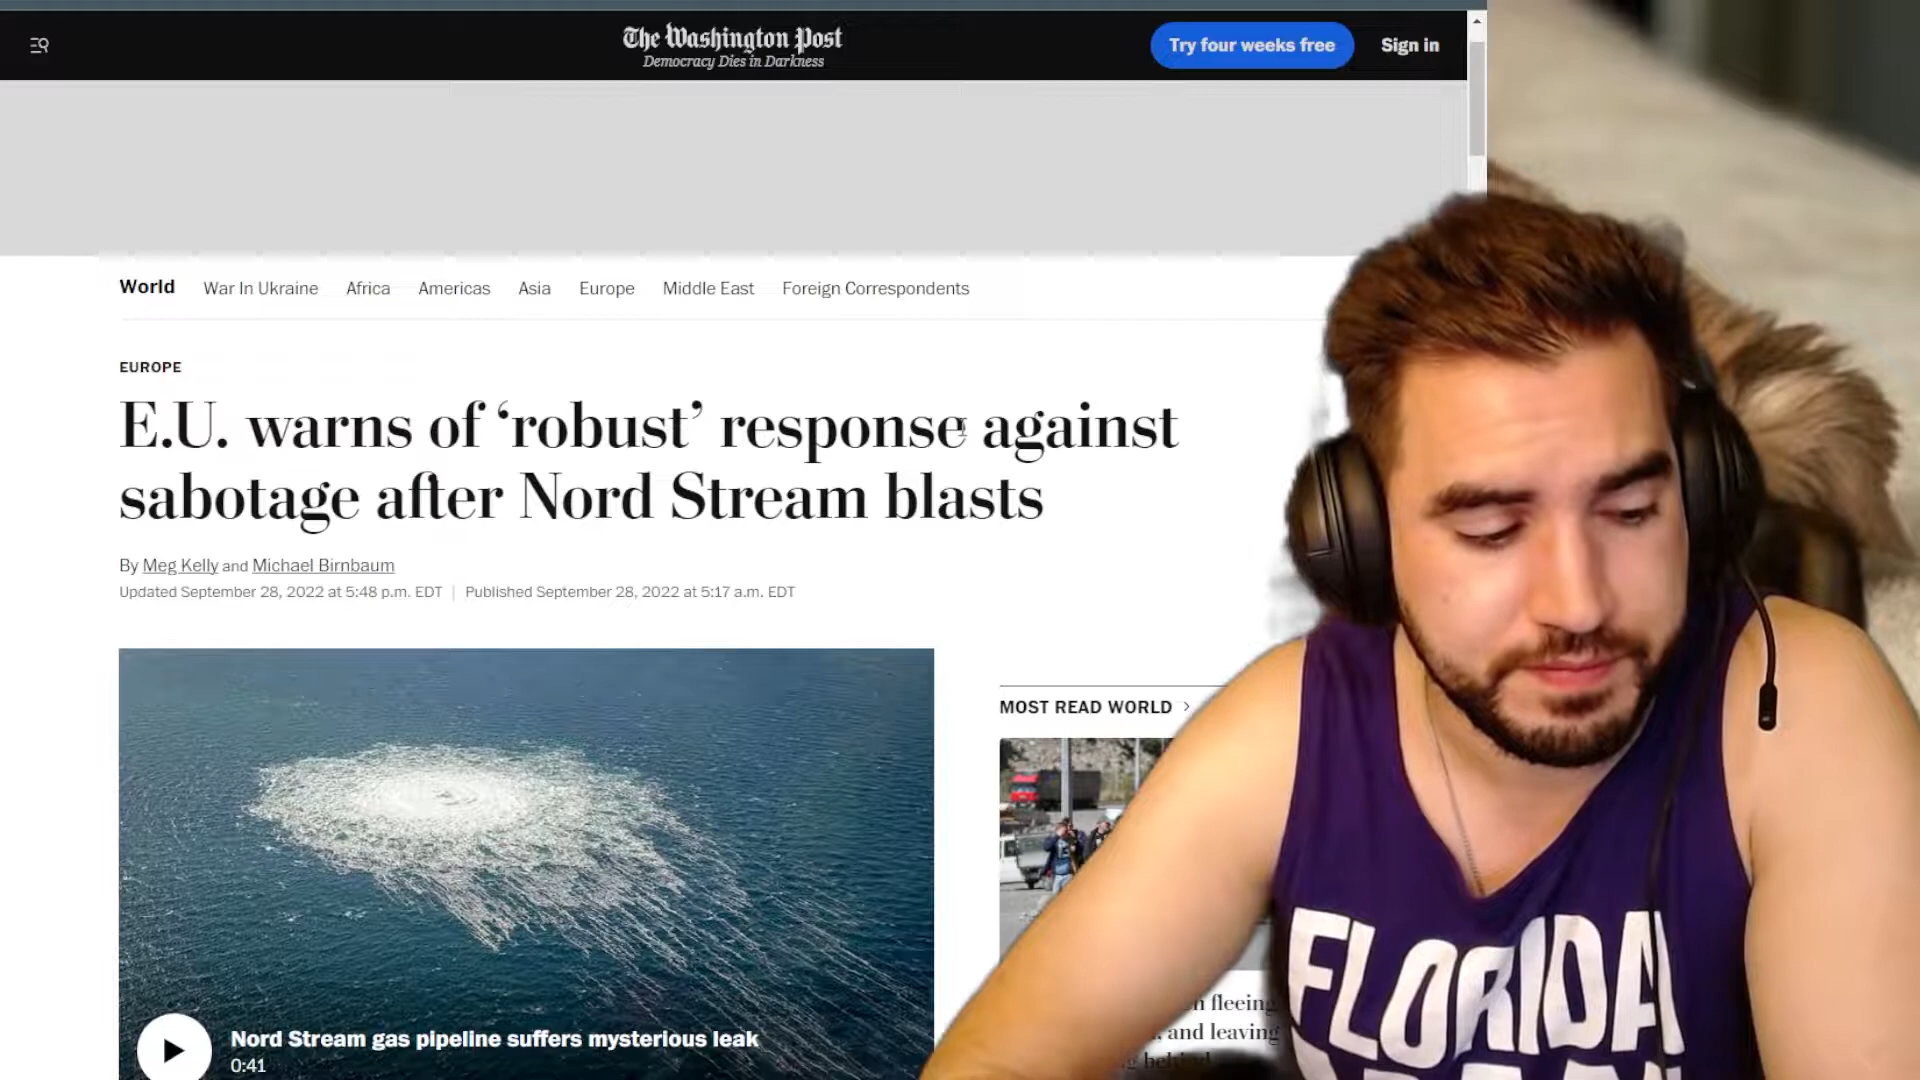 The Washington Post
Democracy Dies in Darkness
Try four weeks free
Sign in
World War In Ukraine Africa Americas Asia Europe Middle East Foreign Correspondents
EUROPE
E.U. warns of ‘robust’ response against
sabotage after Nord Stream blasts
By Meg Kelly and Michael Birnbaum
Updated September 28, 2022 at 5:48 p.m. EDT | Published September 28, 2022 at 5:17 a.m. EDT
Nord Stream gas pipeline suffers mysterious leak
0:41
MOST READ WORLD >
fleeing
and leaving
FLORIDA